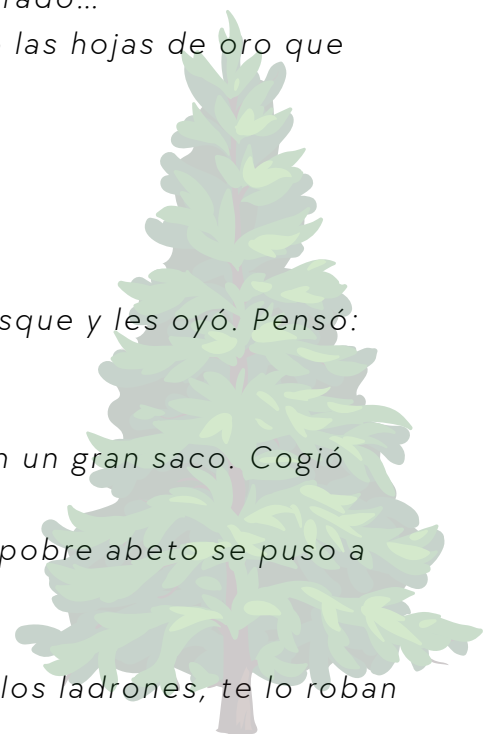 las hojas de oro que
y les oyó. Pensó:
un gran saco. Cogió
pobre abeto se puso a
los ladrones, te lo roban